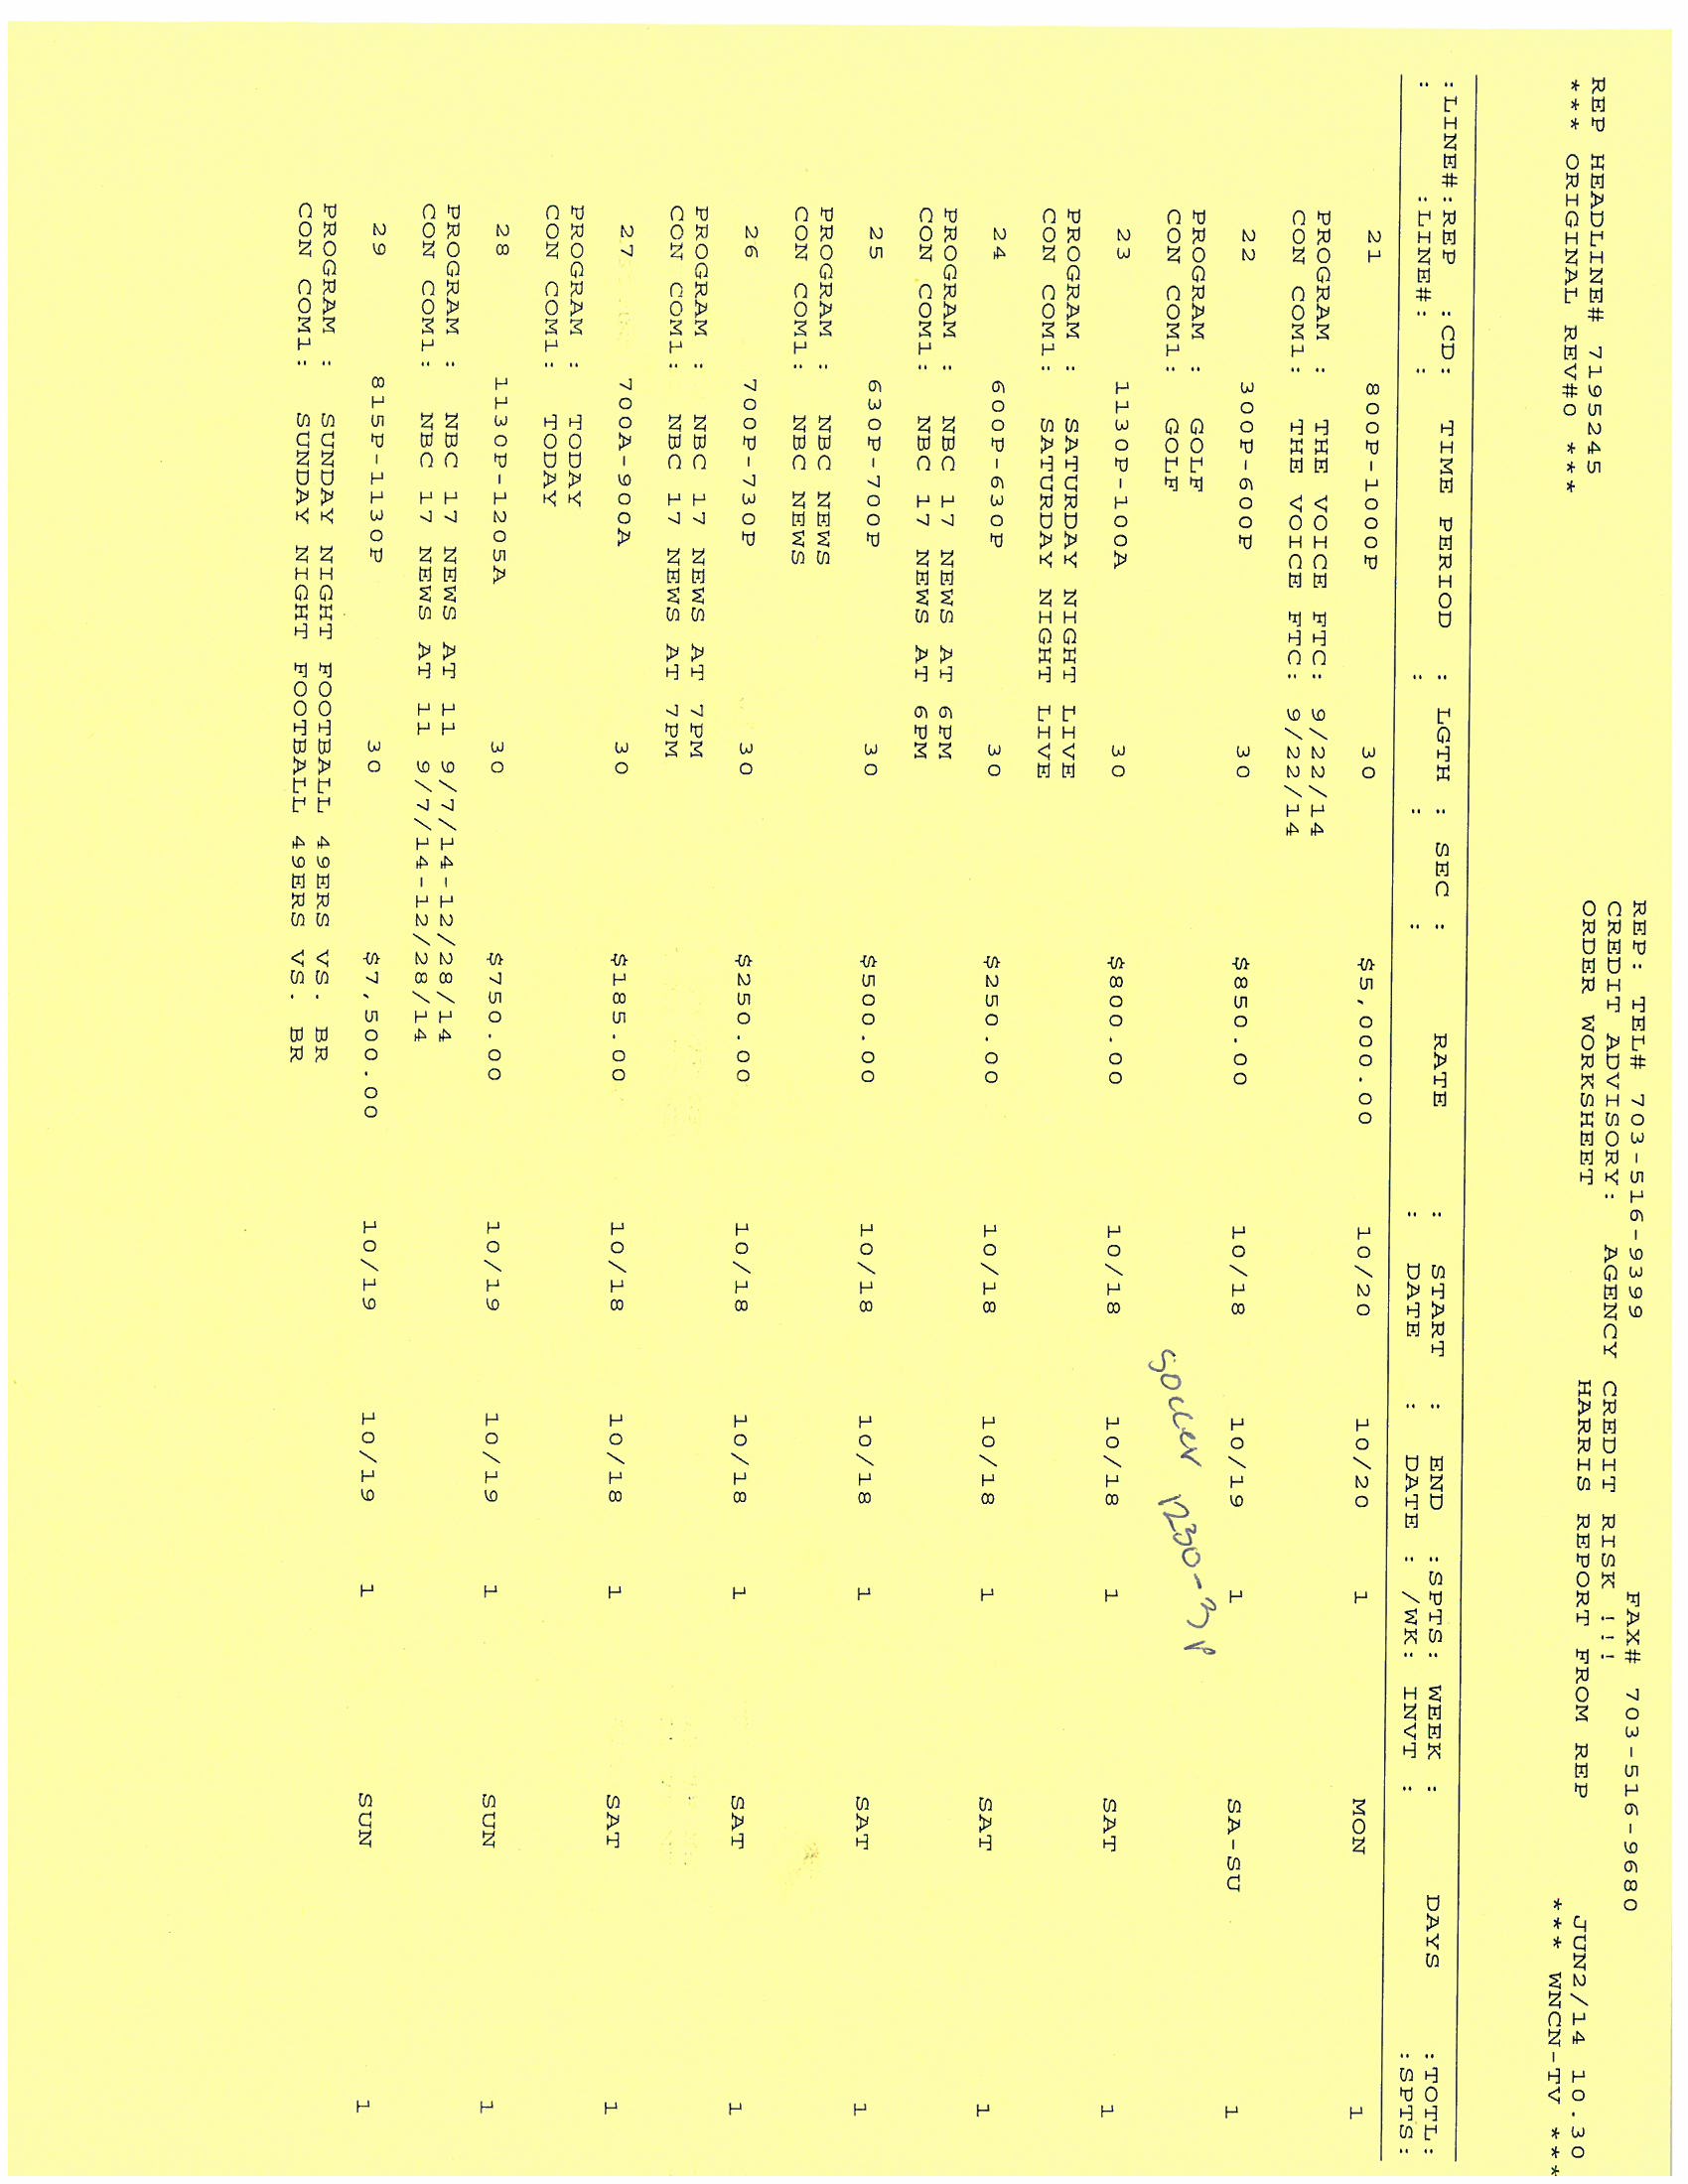 REP: TEL# 703-516-9399 FAX# 703-516-9680
CREDIT ADVISORY: AGENCY CREDIT RISK !!!
REP HEADLINE# 7195245 ORDER WORKSHEET HARRIS REPORT FROM REP JUN2/14 10.30
*** ORIGINAL REV#0 *** *** WNCN-TV ***
:LINE#:REP :CD: TIME PERIOD : LGTH : SEC : RATE : START : END :SPTS: WEEK : DAYS :TOTL:
: :LINE#: : : : : : DATE : DATE : /WK: INVT : :SPTS:
21 800P-1000P 30 $5,000.00 10/20 10/20 1 MON 1
PROGRAM : THE VOICE FTC: 9/22/14
CON COM1: THE VOICE FTC: 9/22/14
22 300P-600P 30 $850.00 10/18 10/19 1 SA-SU 1
PROGRAM : GOLF
CON COM1: GOLF
soccer 1230-3p
23 1130P-100A 30 $800.00 10/18 10/18 1 SAT 1
PROGRAM : SATURDAY NIGHT LIVE
CON COM1: SATURDAY NIGHT LIVE
24 600P-630P 30 $250.00 10/18 10/18 1 SAT 1
PROGRAM : NBC 17 NEWS AT 6PM
CON COM1: NBC 17 NEWS AT 6PM
25 630P-700P 30 $500.00 10/18 10/18 1 SAT 1
PROGRAM : NBC NEWS
CON COM1: NBC NEWS
26 700P-730P 30 $250.00 10/18 10/18 1 SAT 1
PROGRAM : NBC 17 NEWS AT 7PM
CON COM1: NBC 17 NEWS AT 7PM
27 700A-900A 30 $185.00 10/18 10/18 1 SAT 1
PROGRAM : TODAY
CON COM1: TODAY
28 1130P-1205A 30 $750.00 10/19 10/19 1 SUN 1
PROGRAM : NBC 17 NEWS AT 11 9/7/14-12/28/14
CON COM1: NBC 17 NEWS AT 11 9/7/14-12/28/14
29 815P-1130P 30 $7,500.00 10/19 10/19 1 SUN 1
PROGRAM : SUNDAY NIGHT FOOTBALL 49ERS VS. BR
CON COM1: SUNDAY NIGHT FOOTBALL 49ERS VS. BR